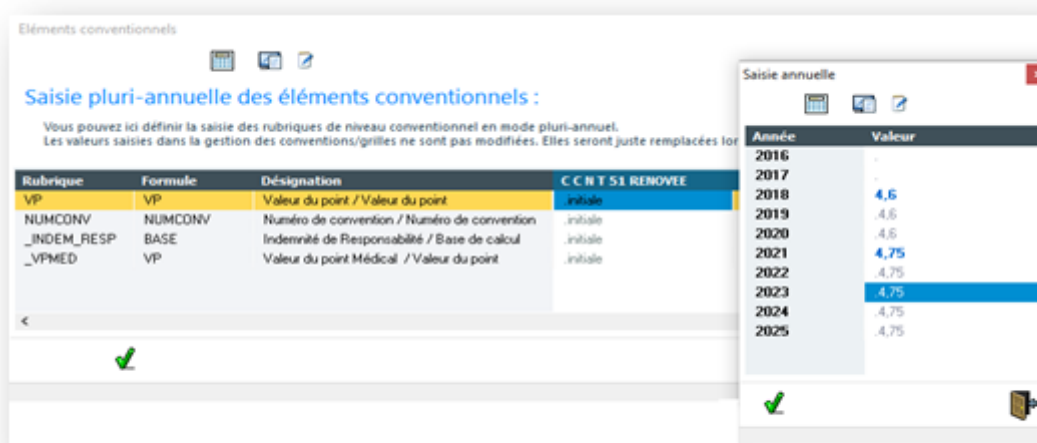 Eléments conventionnels
Saisie pluri-annuelle des éléments conventionnels :
Vous pouvez ici définir la saisie des rubriques de niveau conventionnel en mode pluri-annuel.
Les valeurs saisies dans la gestion des conventions/grilles ne sont pas modifiées. Elles seront juste remplacées lor
Rubrique Formule Désignation C C N T 51 RENOVEE
VP VP Valeur du point / Valeur du point .initiale
NUMCONV NUMCONV Numéro de convention / Numéro de convention .initiale
_INDEM_RESP BASE Indemnité de Responsabilité / Base de calcul .initiale
_VPMED VP Valeur du point Médical / Valeur du point .initiale
Saisie annuelle
Année Valeur
2016 .
2017 .
2018 4,6
2019 .4,6
2020 .4,6
2021 4,75
2022 .4,75
2023 .4,75
2024 .4,75
2025 .4,75